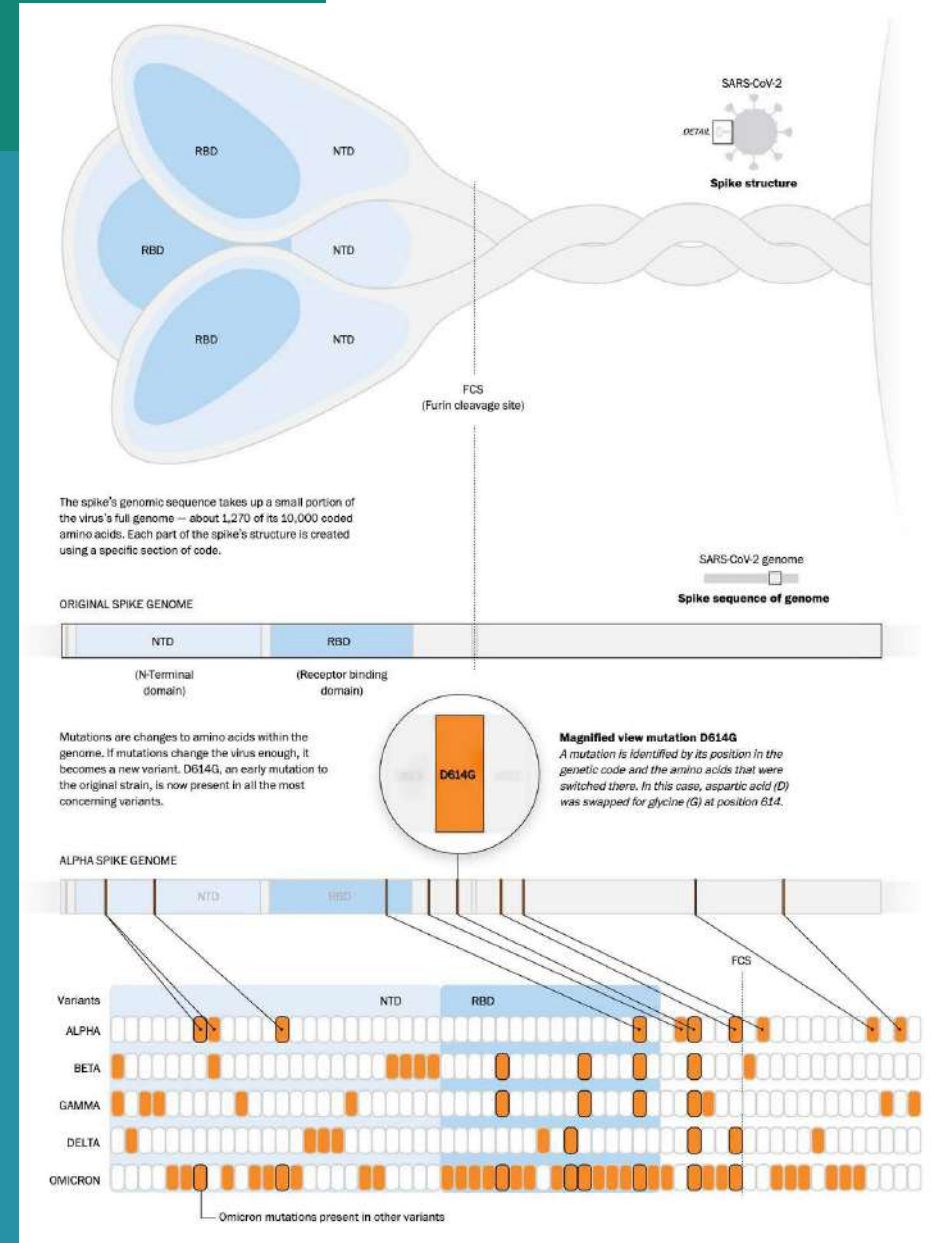 SARS-CoV-2
DETAIL
Spike structure
RBD
NTD
RBD
NTD
RBD
NTD
FCS
(Furin cleavage site)
The spike's genomic sequence takes up a small portion of
the virus's full genome — about 1,270 of its 10,000 coded
amino acids. Each part of the spike's structure is created
using a specific section of code.
SARS-CoV-2 genome
Spike sequence of genome
ORIGINAL SPIKE GENOME
NTD
RBD
(N-Terminal
domain)
(Receptor binding
domain)
Mutations are changes to amino acids within the
genome. If mutations change the virus enough, it
becomes a new variant. D614G, an early mutation to
the original strain, is now present in all the most
concerning variants.
D614G
Magnified view mutation D614G
A mutation is identified by its position in the
genetic code and the amino acids that were
switched there. In this case, aspartic acid (D)
was swapped for glycine (G) at position 614.
ALPHA SPIKE GENOME
NTD
RBD
FCS
Variants
NTD
RBD
ALPHA
BETA
GAMMA
DELTA
OMICRON
Omicron mutations present in other variants